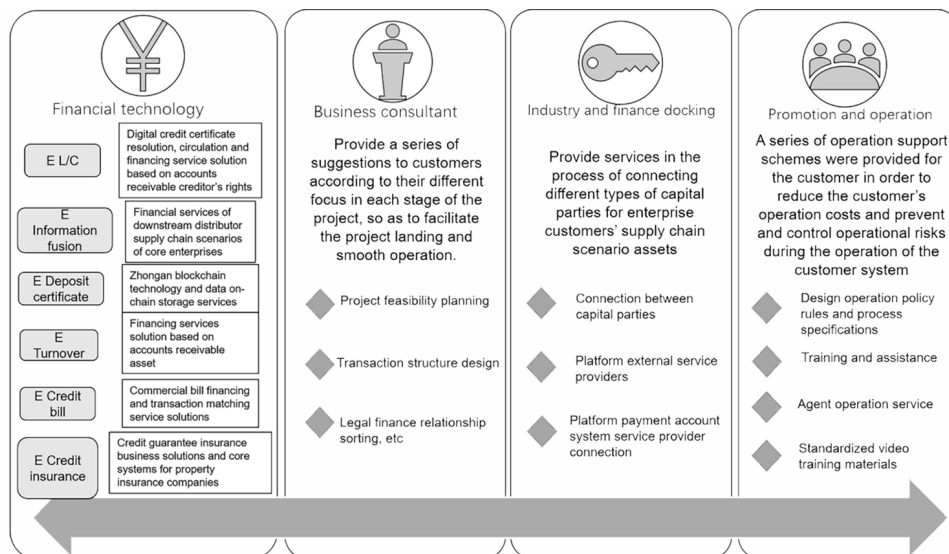 Financial technology
E L/C
Digital credit certificate
resolution, circulation and
financing service solution
based on accounts
receivable creditor's rights
E
Information
fusion
Financial services of
downstream distributor
supply chain scenarios
of core enterprises
E Deposit
certificate
Zhongan blockchain
technology and data on-
chain storage services
E
Turnover
Financing services
solution based on
accounts receivable
asset
E Credit
bill
Commercial bill financing
and transaction matching
service solutions
E Credit
insurance
Credit guarantee insurance
business solutions and core
systems for property
insurance companies
Business consultant
Provide a series of
suggestions to customers
according to their different
focus in each stage of the
project, so as to facilitate
the project landing and
smooth operation.
Project feasibility planning
Transaction structure design
Legal finance relationship
sorting, etc
Industry and finance docking
Provide services in the
process of connecting
different types of capital
parties for enterprise
customers' supply chain
scenario assets
Connection between
capital parties
Platform external service
providers
Platform payment account
system service provider
connection
Promotion and operation
A series of operation support
schemes were provided for
the customer in order to
reduce the customer's
operation costs and prevent
and control operational risks
during the operation of the
customer system
Design operation policy
rules and process
specifications
Training and assistance
Agent operation service
Standardized video
training materials